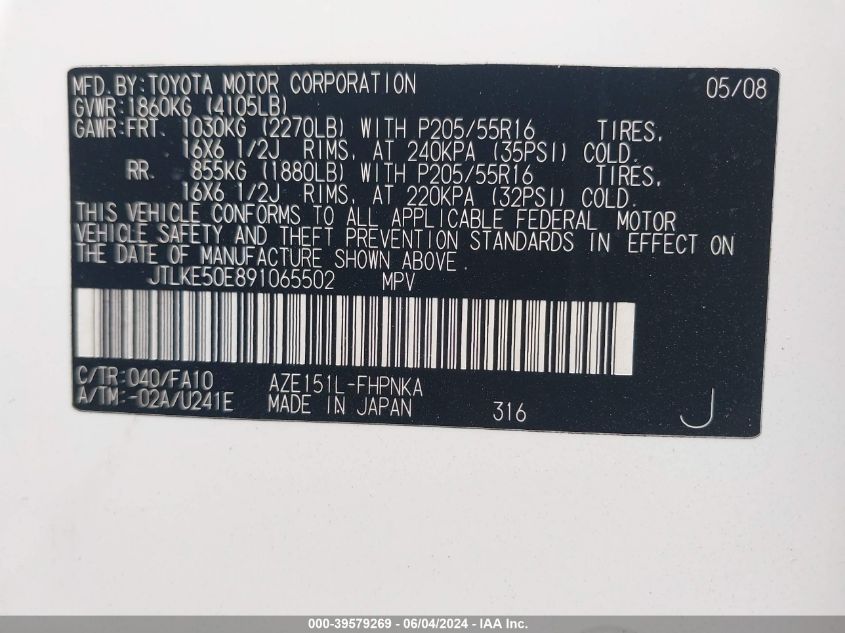 MFD.BY:TOYOTA MOTOR CORPORATION 05/08
GVWR:1860KG (4105LB)
GAWR:FRT. 1030KG (2270LB) WITH P205/55R16 TIRES,
16X6 1/2J RIMS, AT 240KPA (35PSI) COLD.
RR. 855KG (1880LB) WITH P205/55R16 TIRES,
16X6 1/2J RIMS, AT 220KPA (32PSI) COLD.
THIS VEHICLE CONFORMS TO ALL APPLICABLE FEDERAL MOTOR
VEHICLE SAFETY AND THEFT PREVENTION STANDARDS IN EFFECT ON
THE DATE OF MANUFACTURE SHOWN ABOVE.
JTLKE50E891065502 MPV
C/TR:040/FA10 AZE151L-FHPNKA
A/TM:-02A/U241E MADE IN JAPAN 316 J
000-39579269 - 06/04/2024 - IAA Inc.